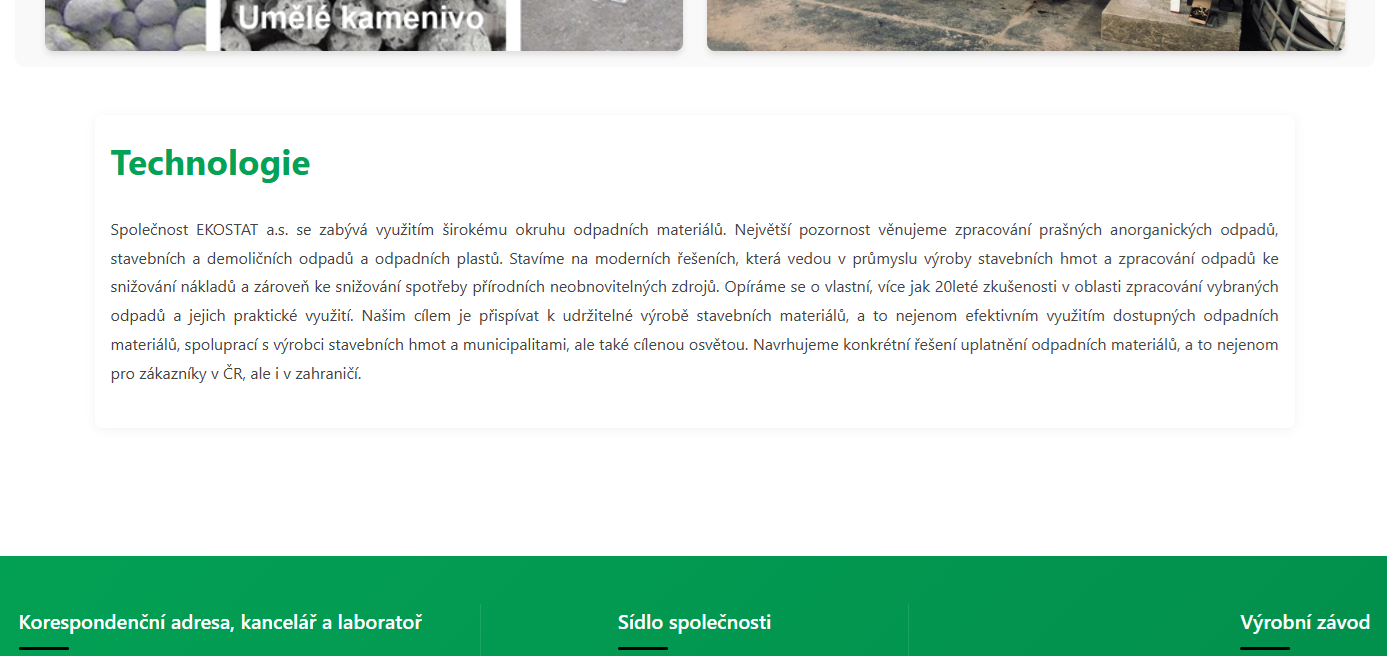 Umělé kamenivo
Technologie
Společnost EKOSTAT a.s. se zabývá využitím širokému okruhu odpadních materiálů. Největší pozornost věnujeme zpracování prašných anorganických odpadů,
stavebních a demoličních odpadů a odpadních plastů. Stavíme na moderních řešeních, která vedou v průmyslu výroby stavebních hmot a zpracování odpadů ke
snižování nákladů a zároveň ke snižování spotřeby přírodních neobnovitelných zdrojů. Opíráme se o vlastní, více jak 20leté zkušenosti v oblasti zpracování vybraných
odpadů a jejich praktické využití. Našim cílem je přispívat k udržitelné výrobě stavebních materiálů, a to nejenom efektivním využitím dostupných odpadních
materiálů, spoluprací s výrobci stavebních hmot a municipalitami, ale také cílenou osvětou. Navrhujeme konkrétní řešení uplatnění odpadních materiálů, a to nejenom
pro zákazníky v ČR, ale i v zahraničí.
Korespondenční adresa, kancelář a laboratoř
Sídlo společnosti
Výrobní závod